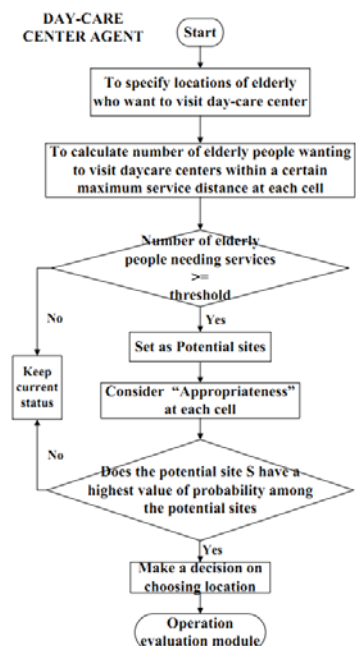 DAY-CARE
CENTER AGENT
Start
To specify locations of elderly
who want to visit day-care center
To calculate number of elderly people wanting
to visit daycare centers within a certain
maximum service distance at each cell
Number of elderly
people needing services
>=
threshold
No
Yes
Set as Potential sites
Keep
current
status
Consider “Appropriateness”
at each cell
No
Does the potential site S have a
highest value of probability among
the potential sites
Yes
Make a decision on
choosing location
Operation
evaluation module